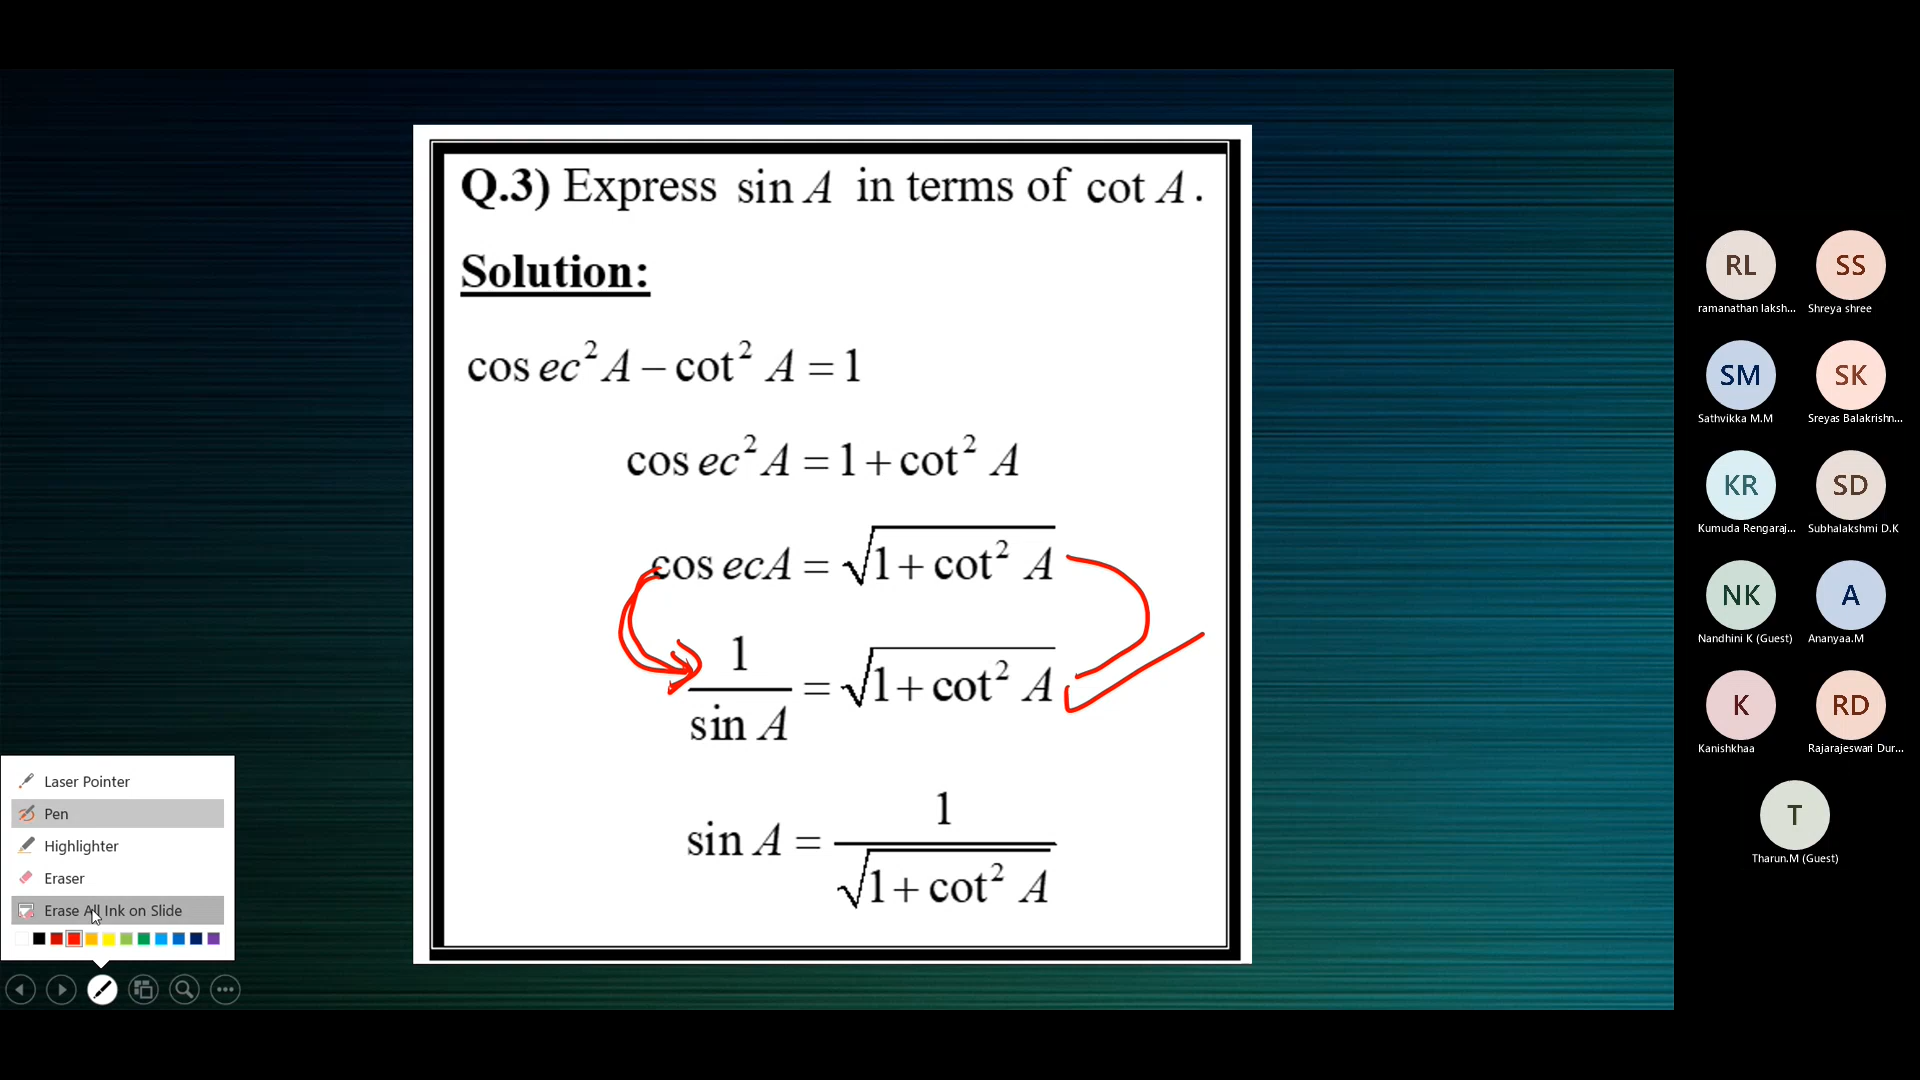 Q.3) Express sin A in terms of cot A.
Solution:
cos ec² A − cot² A = 1
cos ec² A = 1 + cot² A
cos ecA = √(1 + cot² A)
1/sin A = √(1 + cot² A)
sin A = 1/√(1 + cot² A)
Laser Pointer
Pen
Highlighter
Eraser
Erase All Ink on Slide
RL SS
ramanathan laksh... Shreya shree
SM SK
Sathvikka M.M Sreyas Balakrishn...
KR SD
Kumuda Rengaraj... Subhalakshmi D.K
NK A
Nandhini K (Guest) Ananyaa.M
K RD
Kanishkhaa Rajarajeswari Dur...
T
Tharun.M (Guest)